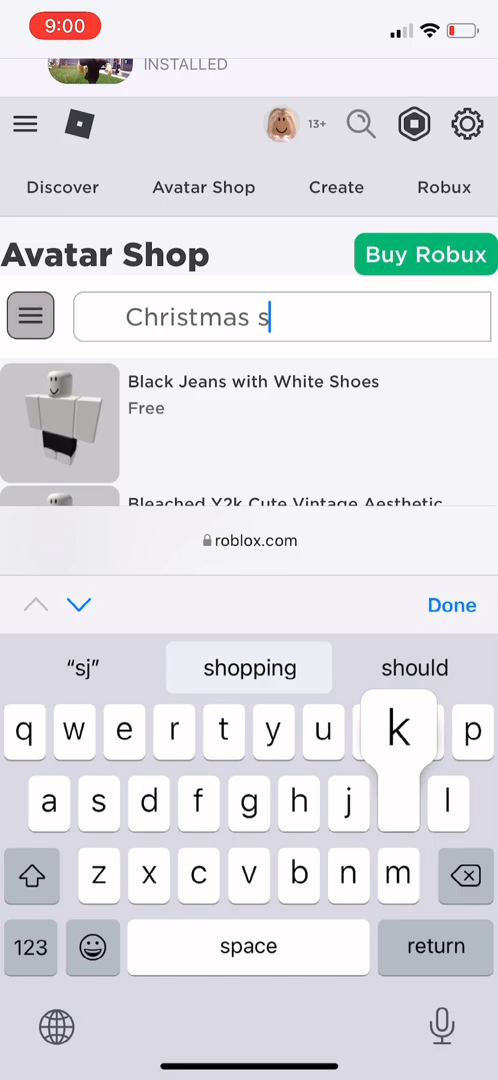 9:00
INSTALLED
13+
Discover Avatar Shop Create Robux
Avatar Shop Buy Robux
Christmas s
Black Jeans with White Shoes
Free
Bleached Y2k Cute Vintage Aesthetic
roblox.com
Done
“sj” shopping should
q w e r t y u k p
a s d f g h j l
z x c v b n m
123 space return